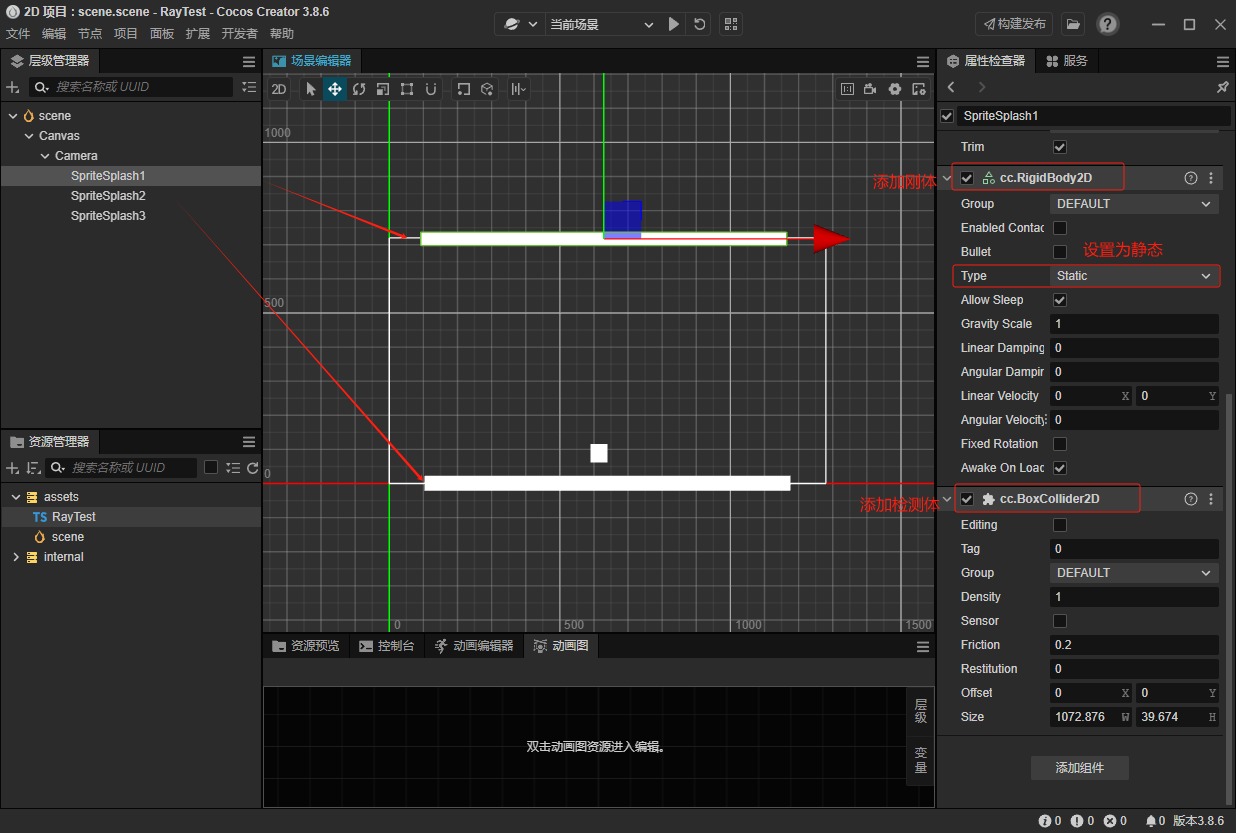 2D 项目 : scene.scene - RayTest - Cocos Creator 3.8.6
文件 编辑 节点 项目 面板 扩展 开发者 帮助
当前场景
构建发布
层级管理器
搜索名称或 UUID
scene
Canvas
Camera
SpriteSplash1
SpriteSplash2
SpriteSplash3
资源管理器
搜索名称或 UUID
assets
TS RayTest
scene
internal
场景编辑器
2D
1000
500
0
0
500
1000
1500
添加刚体
设置为静态
添加检测体
资源预览 控制台 动画编辑器 动画图
双击动画图资源进入编辑。
层级
变量
属性检查器 服务
SpriteSplash1
Trim
cc.RigidBody2D
Group DEFAULT
Enabled Contac
Bullet
Type Static
Allow Sleep
Gravity Scale 1
Linear Damping 0
Angular Dampir 0
Linear Velocity 0 X 0 Y
Angular Velocity 0
Fixed Rotation
Awake On Load
cc.BoxCollider2D
Editing
Tag 0
Group DEFAULT
Density 1
Sensor
Friction 0.2
Restitution 0
Offset 0 X 0 Y
Size 1072.876 W 39.674 H
添加组件
0 0 0 0 版本3.8.6